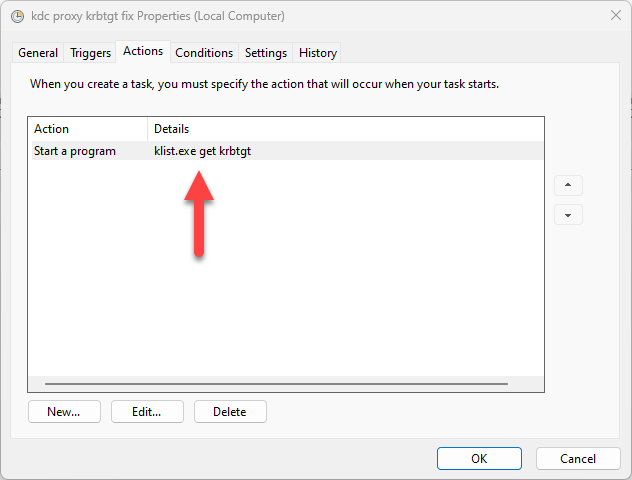 kdc proxy krbtgt fix Properties (Local Computer)
General Triggers Actions Conditions Settings History
When you create a task, you must specify the action that will occur when your task starts.
Action Details
Start a program klist.exe get krbtgt
New... Edit... Delete
OK Cancel